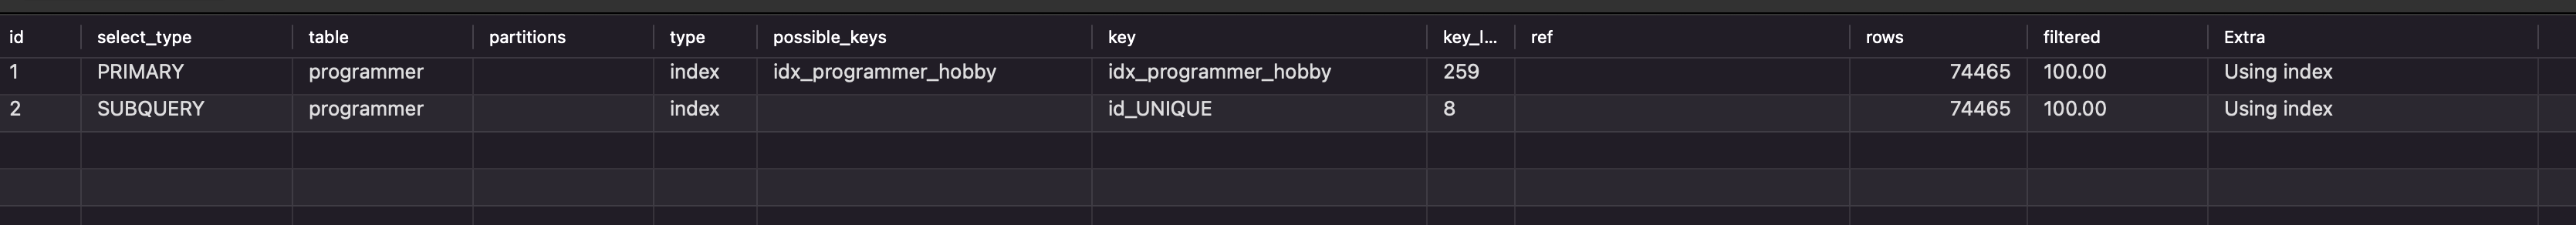 id select_type table partitions type possible_keys key key_l... ref rows filtered Extra
1 PRIMARY programmer index idx_programmer_hobby idx_programmer_hobby 259 74465 100.00 Using index
2 SUBQUERY programmer index id_UNIQUE 8 74465 100.00 Using index